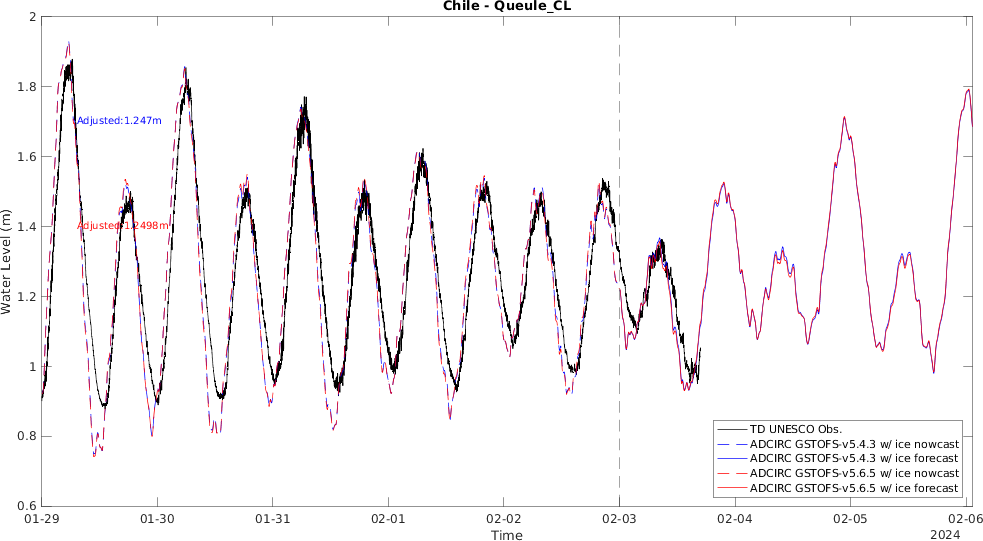 Chile - Queule_CL
2
1.8
1.6
1.4
1.2
1
0.8
0.6
Water Level (m)
Adjusted:1.247m
Adjusted:1.2498m
TD UNESCO Obs.
ADCIRC GSTOFS-v5.4.3 w/ ice nowcast
ADCIRC GSTOFS-v5.4.3 w/ ice forecast
ADCIRC GSTOFS-v5.6.5 w/ ice nowcast
ADCIRC GSTOFS-v5.6.5 w/ ice forecast
01-29 01-30 01-31 02-01 02-02 02-03 02-04 02-05 02-06
Time
2024